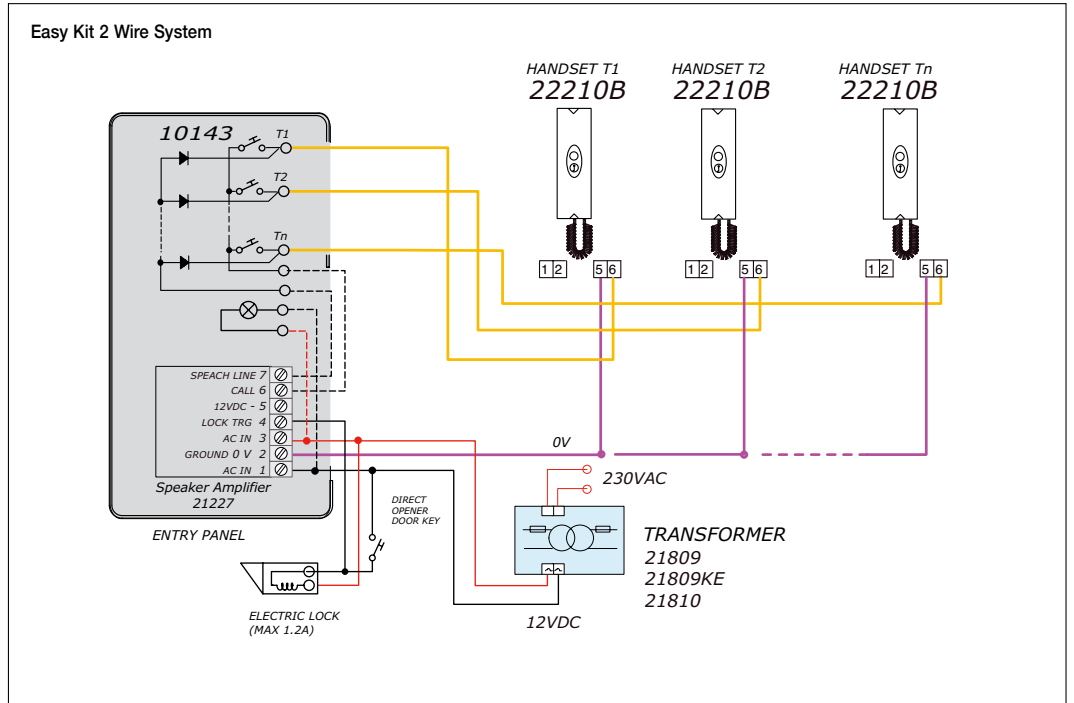 Easy Kit 2 Wire System
HANDSET T1
22210B
HANDSET T2
22210B
HANDSET Tn
22210B
10143
T1
T2
Tn
1 2
5 6
1 2
5 6
1 2
5 6
SPEACH LINE 7
CALL 6
12VDC - 5
LOCK TRG 4
AC IN 3
GROUND 0 V 2
AC IN 1
Speaker Amplifier
21227
ENTRY PANEL
0V
230VAC
DIRECT
OPENER
DOOR KEY
TRANSFORMER
21809
21809KE
21810
12VDC
ELECTRIC LOCK
(MAX 1.2A)